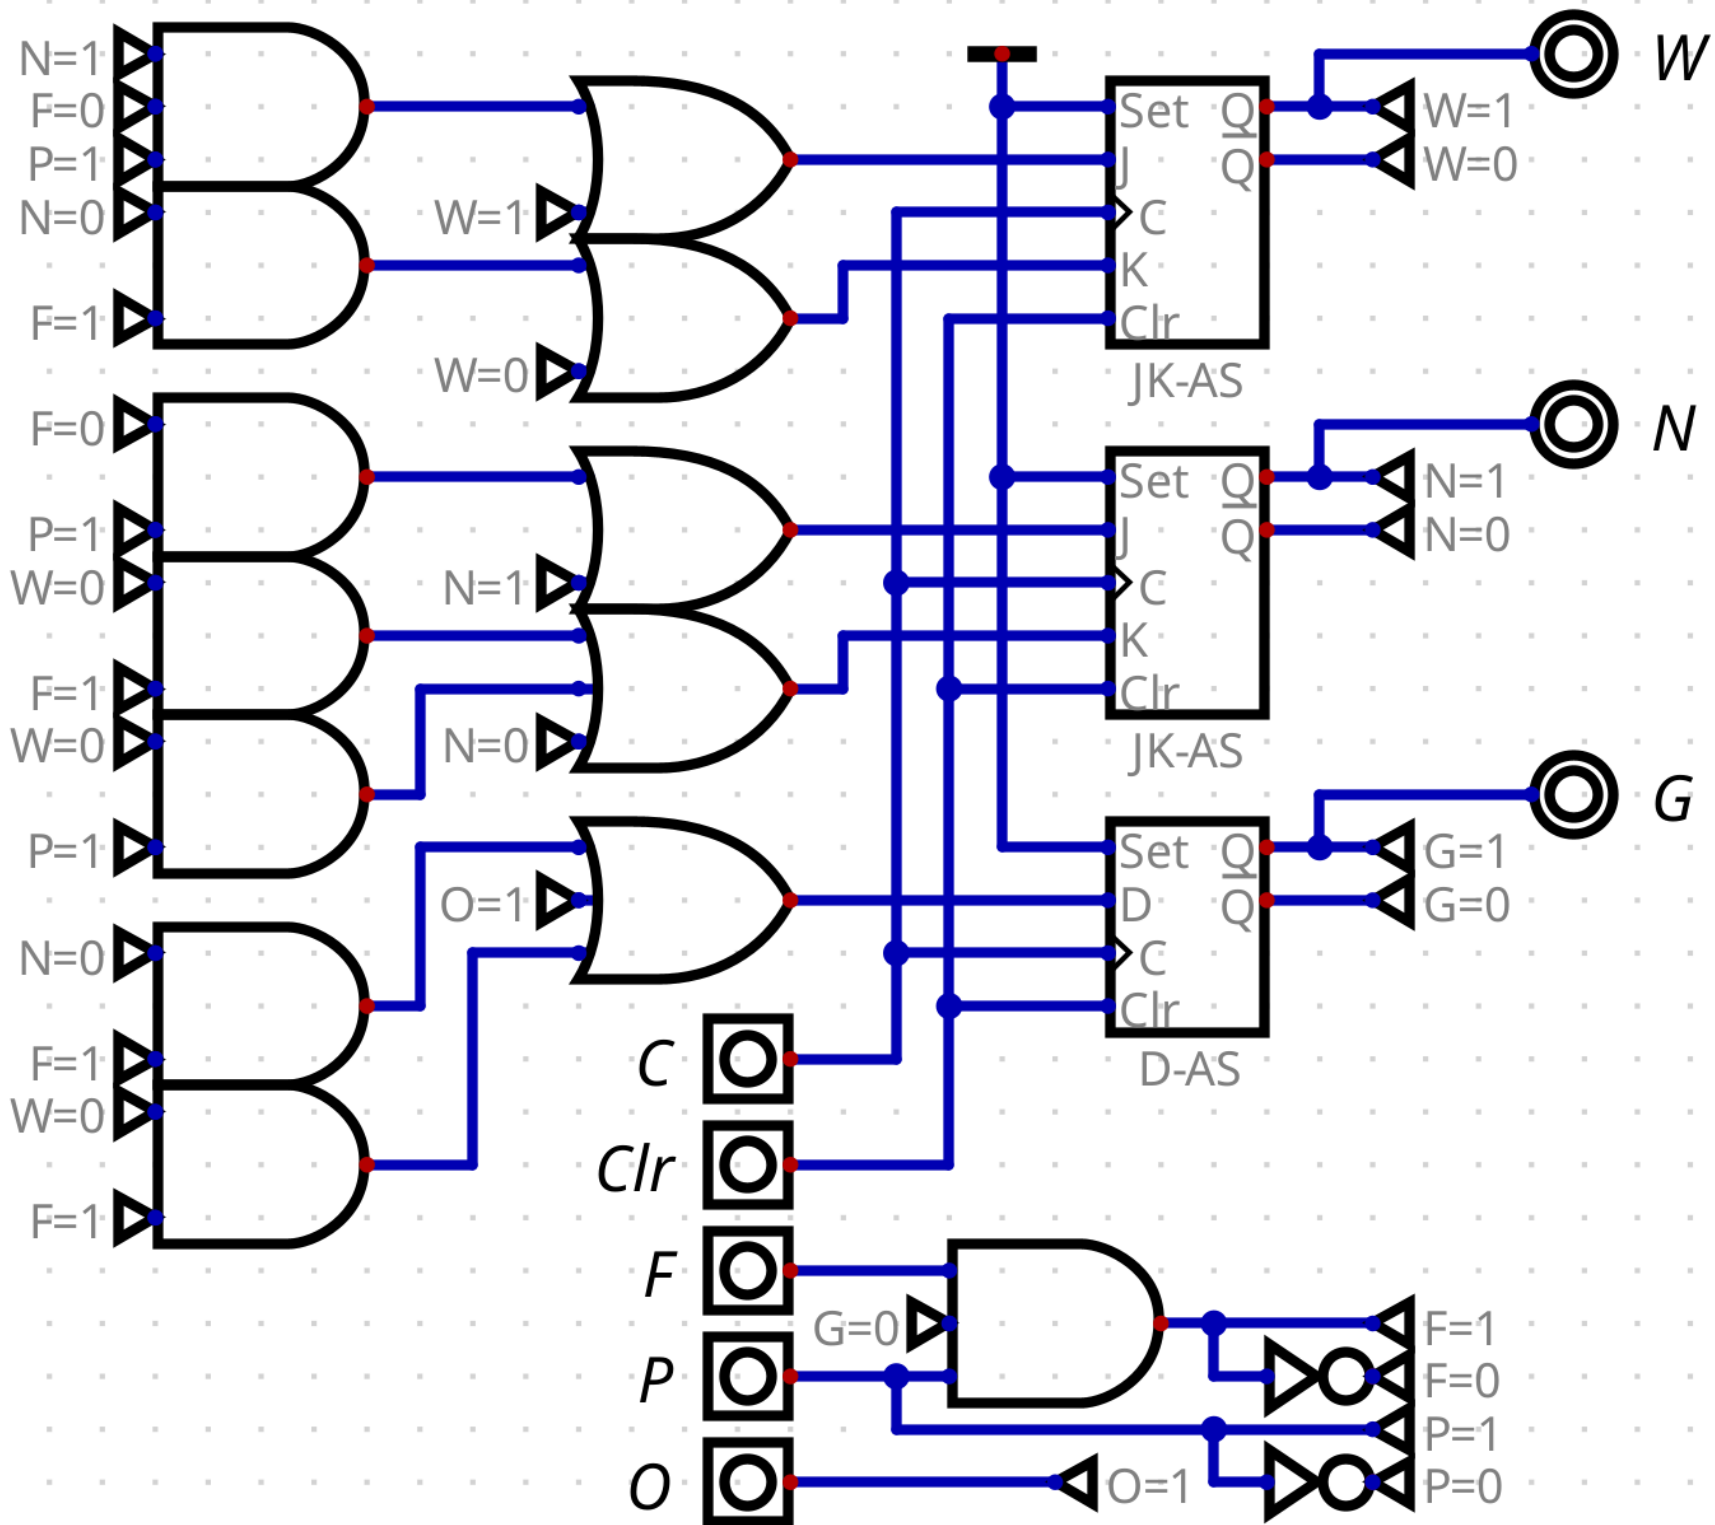 N=1
F=0
P=1
N=0
F=1
W=1
W=0
Set Q
J Q
C
K
Clr
JK-AS
W
W=1
W=0
F=0
P=1
W=0
F=1
W=0
P=1
N=1
N=0
Set Q
J Q
C
K
Clr
JK-AS
N
N=1
N=0
N=0
F=1
W=0
F=1
O=1
Set Q
D Q
C
Clr
D-AS
G
G=1
G=0
C
Clr
F
P
O
G=0
O=1
F=1
F=0
P=1
P=0